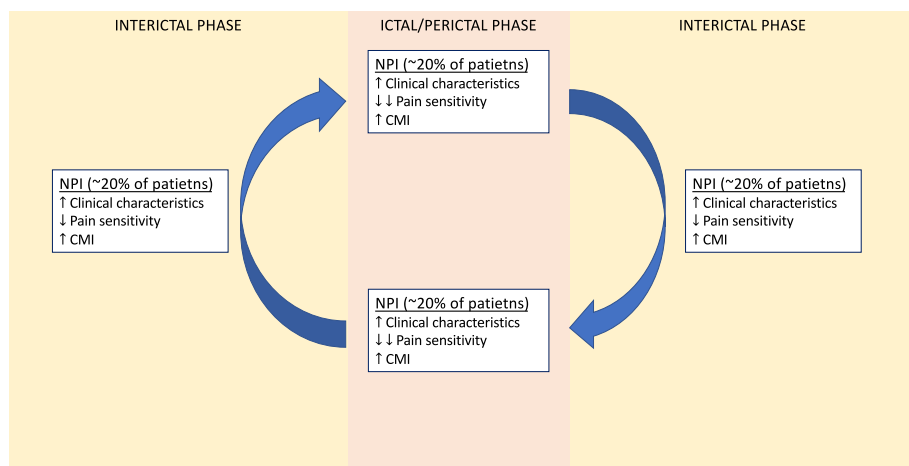 INTERICTAL PHASE
ICTAL/PERICTAL PHASE
INTERICTAL PHASE
NPI (~20% of patietns)
↑ Clinical characteristics
↓↓ Pain sensitivity
↑ CMI
NPI (~20% of patietns)
↑ Clinical characteristics
↓ Pain sensitivity
↑ CMI
NPI (~20% of patietns)
↑ Clinical characteristics
↓ Pain sensitivity
↑ CMI
NPI (~20% of patietns)
↑ Clinical characteristics
↓↓ Pain sensitivity
↑ CMI